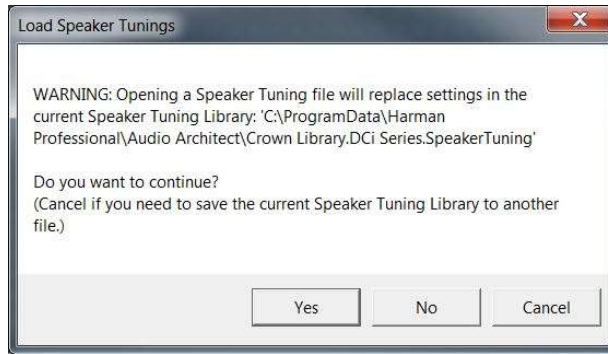 Load Speaker Tunings
WARNING: Opening a Speaker Tuning file will replace settings in the
current Speaker Tuning Library: 'C:\ProgramData\Harman
Professional\Audio Architect\Crown Library.DCi Series.SpeakerTuning'
Do you want to continue?
(Cancel if you need to save the current Speaker Tuning Library to another
file.)
Yes No Cancel